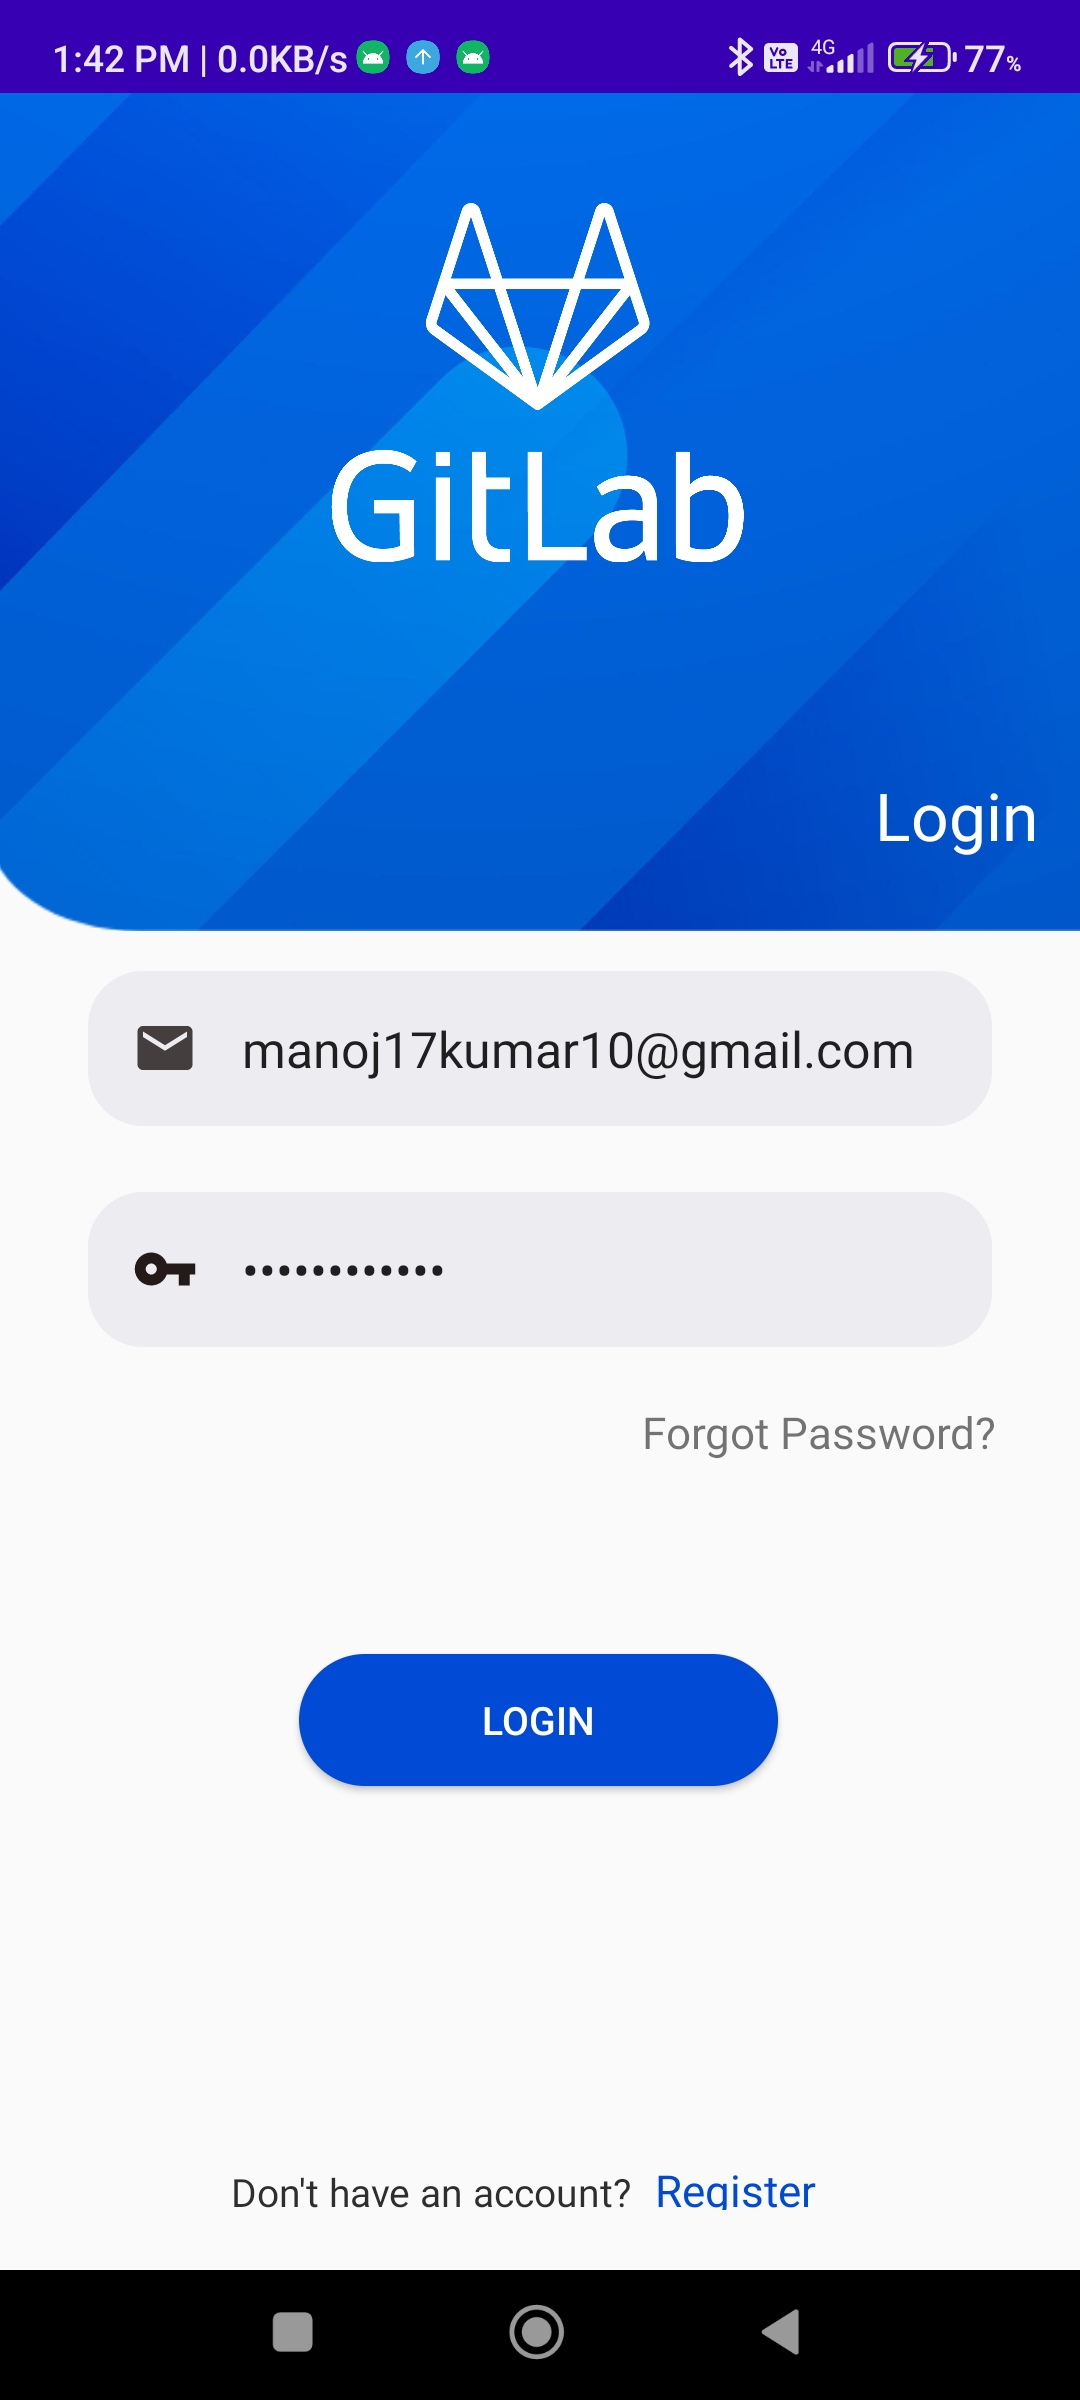 1:42 PM | 0.0KB/s
Vo LTE 4G 77%
GitLab
Login
manoj17kumar10@gmail.com
••••••••••••
Forgot Password?
LOGIN
Don't have an account? Register